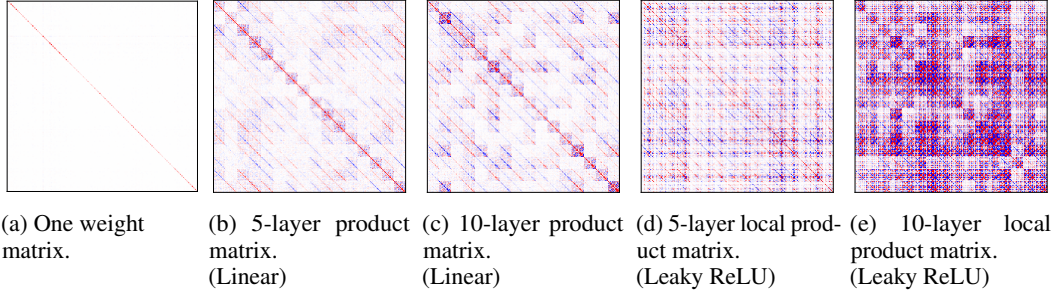 (a) One weight
matrix.
(b) 5-layer product
matrix.
(Linear)
(c) 10-layer product
matrix.
(Linear)
(d) 5-layer local prod-
uct matrix.
(Leaky ReLU)
(e) 10-layer local
product matrix.
(Leaky ReLU)